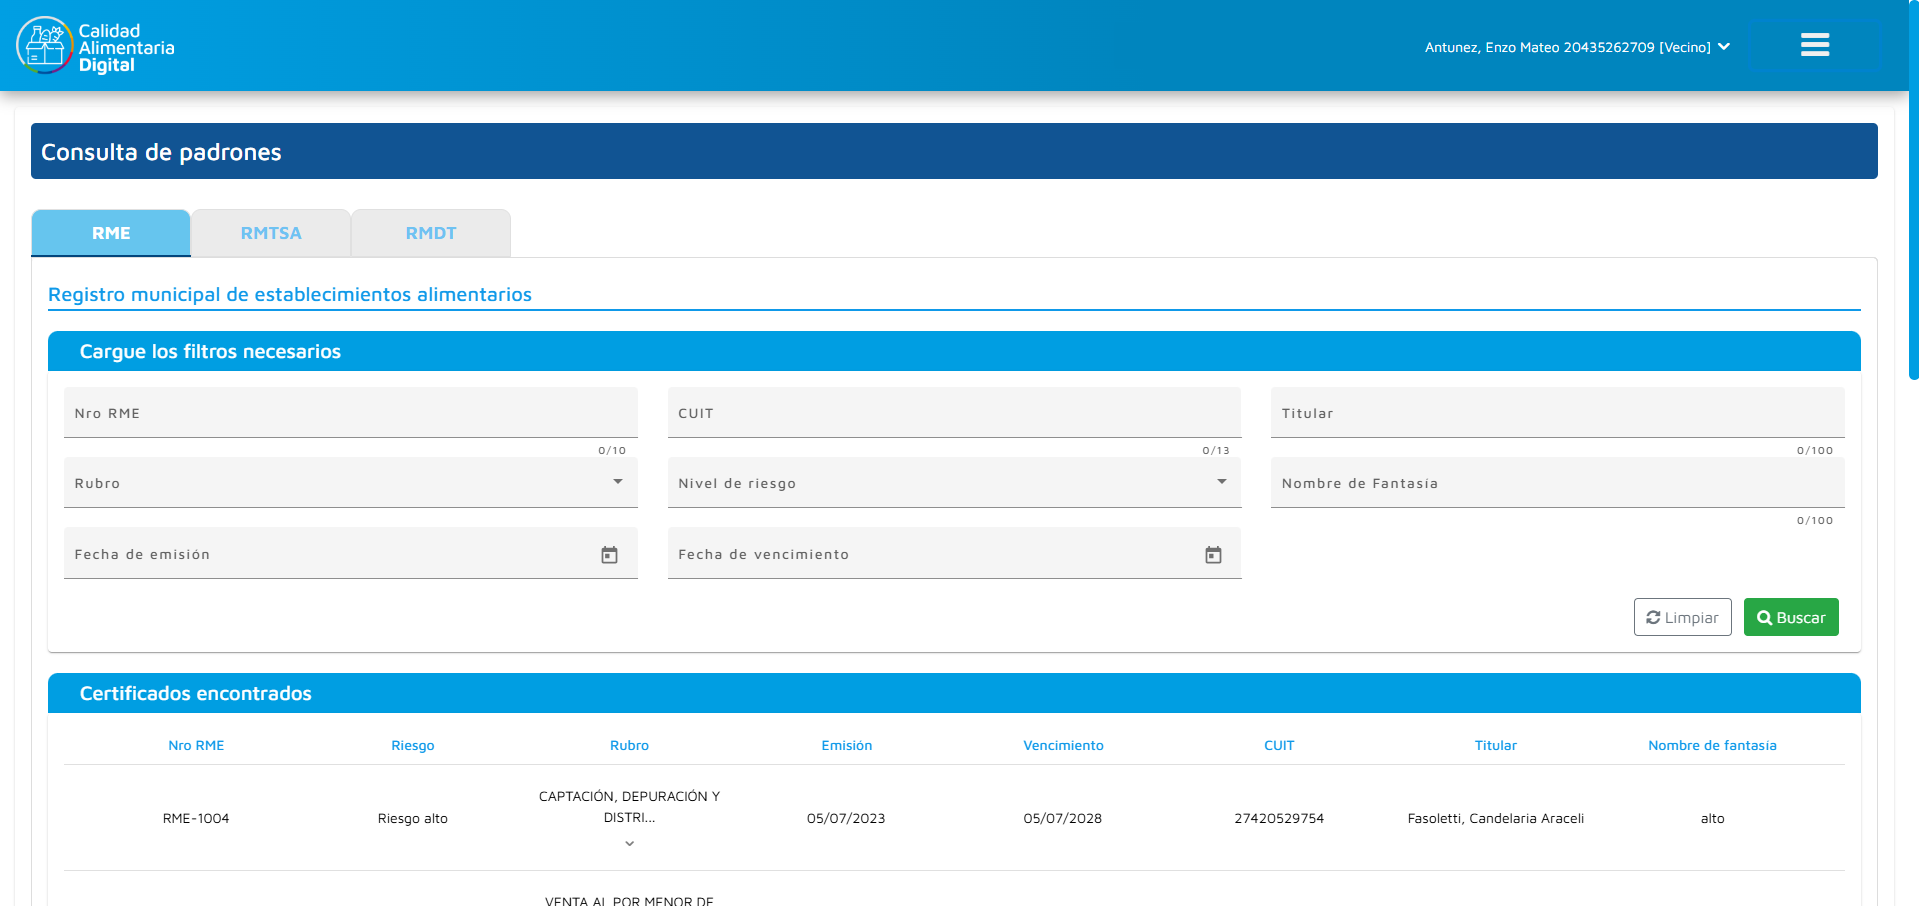 Calidad
Alimentaria
Digital
Antunez, Enzo Mateo 20435262709 [Vecino]
Consulta de padrones
RME RMTSA RMDT
Registro municipal de establecimientos alimentarios
Cargue los filtros necesarios
Nro RME CUIT Titular
0/10 0/13 0/100
Rubro Nivel de riesgo Nombre de Fantasía
0/100
Fecha de emisión Fecha de vencimiento
Limpiar Buscar
Certificados encontrados
Nro RME Riesgo Rubro Emisión Vencimiento CUIT Titular Nombre de fantasía
CAPTACIÓN, DEPURACIÓN Y
RME-1004 Riesgo alto DISTRI... 05/07/2023 05/07/2028 27420529754 Fasoletti, Candelaria Araceli alto
VENTA AL POR MENOR DE